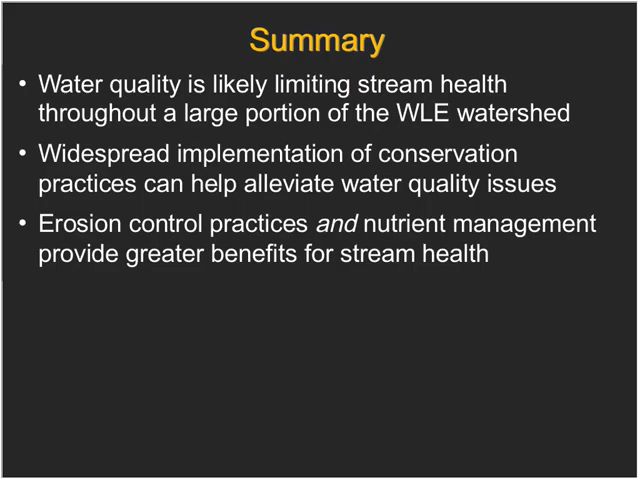 Summary
• Water quality is likely limiting stream health
throughout a large portion of the WLE watershed
• Widespread implementation of conservation
practices can help alleviate water quality issues
• Erosion control practices and nutrient management
provide greater benefits for stream health